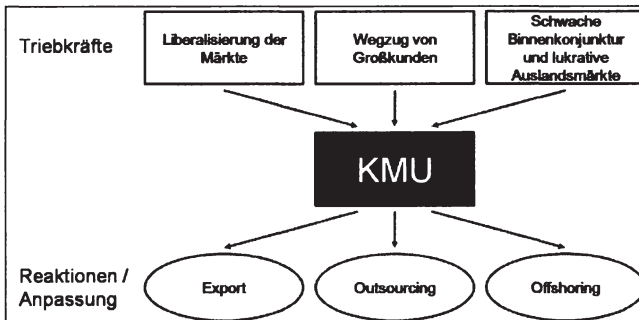 Triebkräfte
Liberalisierung der
Märkte
Wegzug von
Großkunden
Schwache
Binnenkonjunktur
und lukrative
Auslandsmärkte
KMU
Reaktionen /
Anpassung
Export
Outsourcing
Offshoring